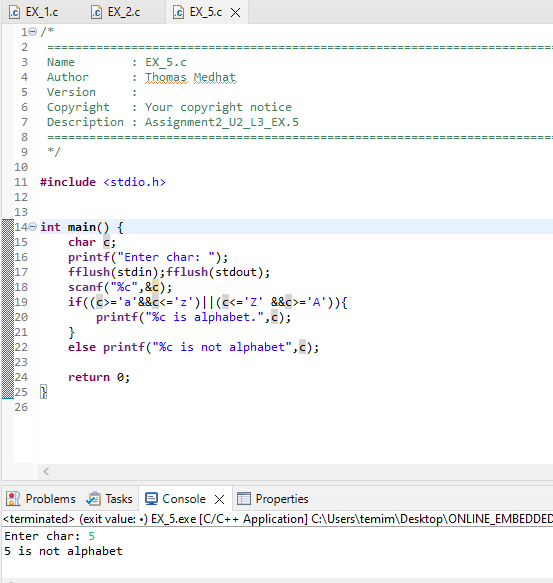 EX_1.c EX_2.c EX_5.c
1 /*
2 ==========================================================================
3 Name : EX_5.c
4 Author : Thomas Medhat
5 Version :
6 Copyright : Your copyright notice
7 Description : Assignment2_U2_L3_EX.5
8 ==========================================================================
9 */
10
11 #include <stdio.h>
12
13
14 int main() {
15 char c;
16 printf("Enter char: ");
17 fflush(stdin);fflush(stdout);
18 scanf("%c",&c);
19 if((c>='a'&&c<='z')||(c<='Z' &&c>='A')){
20 printf("%c is alphabet.",c);
21 }
22 else printf("%c is not alphabet",c);
23
24 return 0;
25 }
26
Problems Tasks Console Properties
<terminated> (exit value: •) EX_5.exe [C/C++ Application] C:\Users\temim\Desktop\ONLINE_EMBEDDED
Enter char: 5
5 is not alphabet